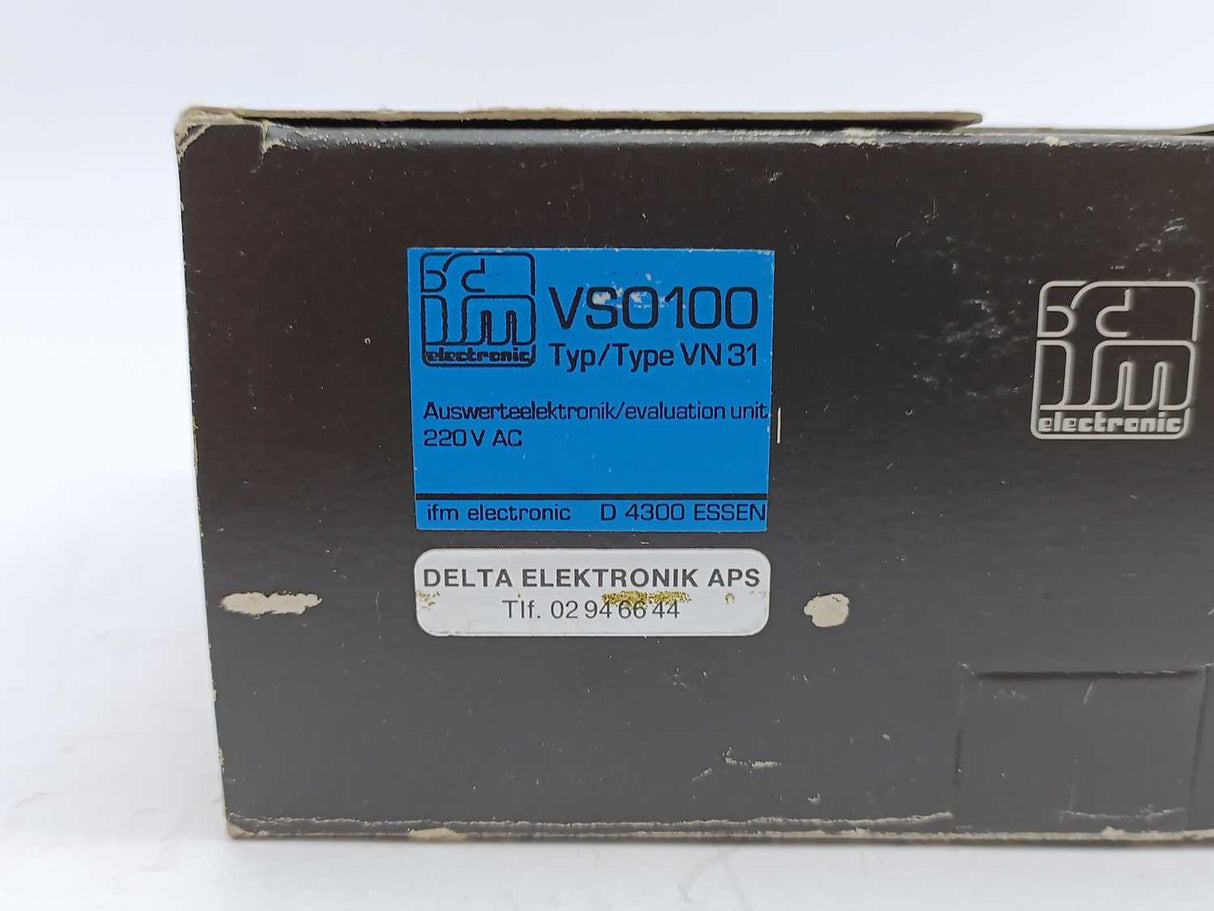 ifm
electronic
VS0100
Typ/Type VN 31
Auswerteelektronik/evaluation unit
220 V AC
ifm electronic D 4300 ESSEN
DELTA ELEKTRONIK APS
Tlf. 02 94 66 44
ifm
electronic